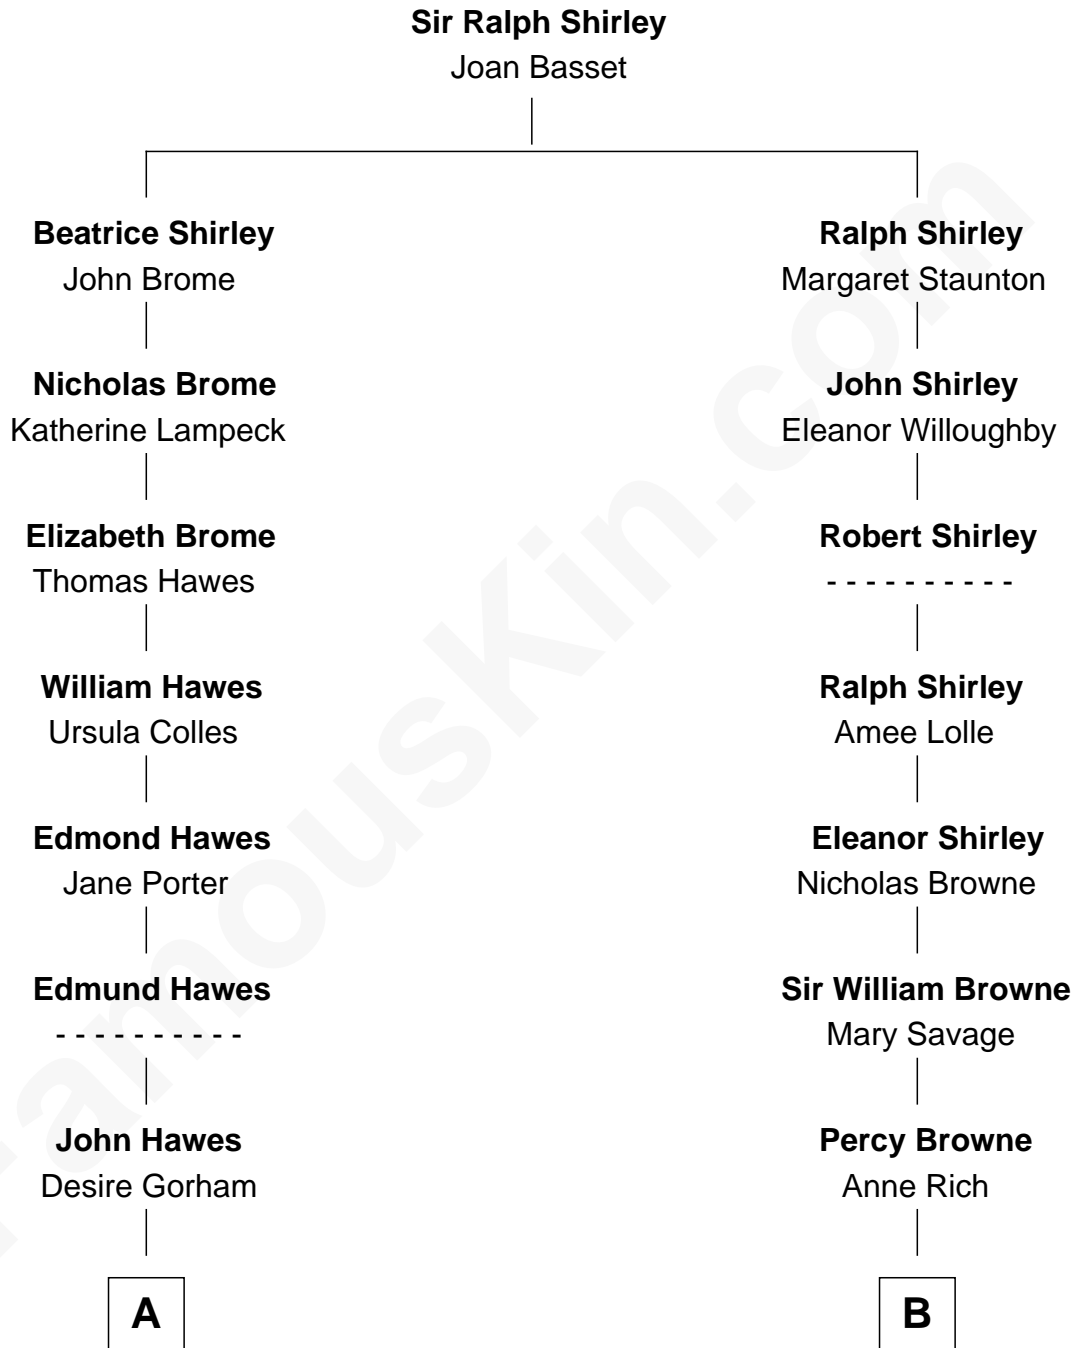 Sir Ralph Shirley
Joan Basset
Beatrice Shirley
John Brome
Ralph Shirley
Margaret Staunton
Nicholas Brome
Katherine Lampeck
John Shirley
Eleanor Willoughby
Elizabeth Brome
Thomas Hawes
Robert Shirley
- - - - - - - - - -
William Hawes
Ursula Colles
Ralph Shirley
Amee Lolle
Edmond Hawes
Jane Porter
Eleanor Shirley
Nicholas Browne
Edmund Hawes
- - - - - - - - - -
Sir William Browne
Mary Savage
John Hawes
Desire Gorham
Percy Browne
Anne Rich
A
B
FamousKin.com